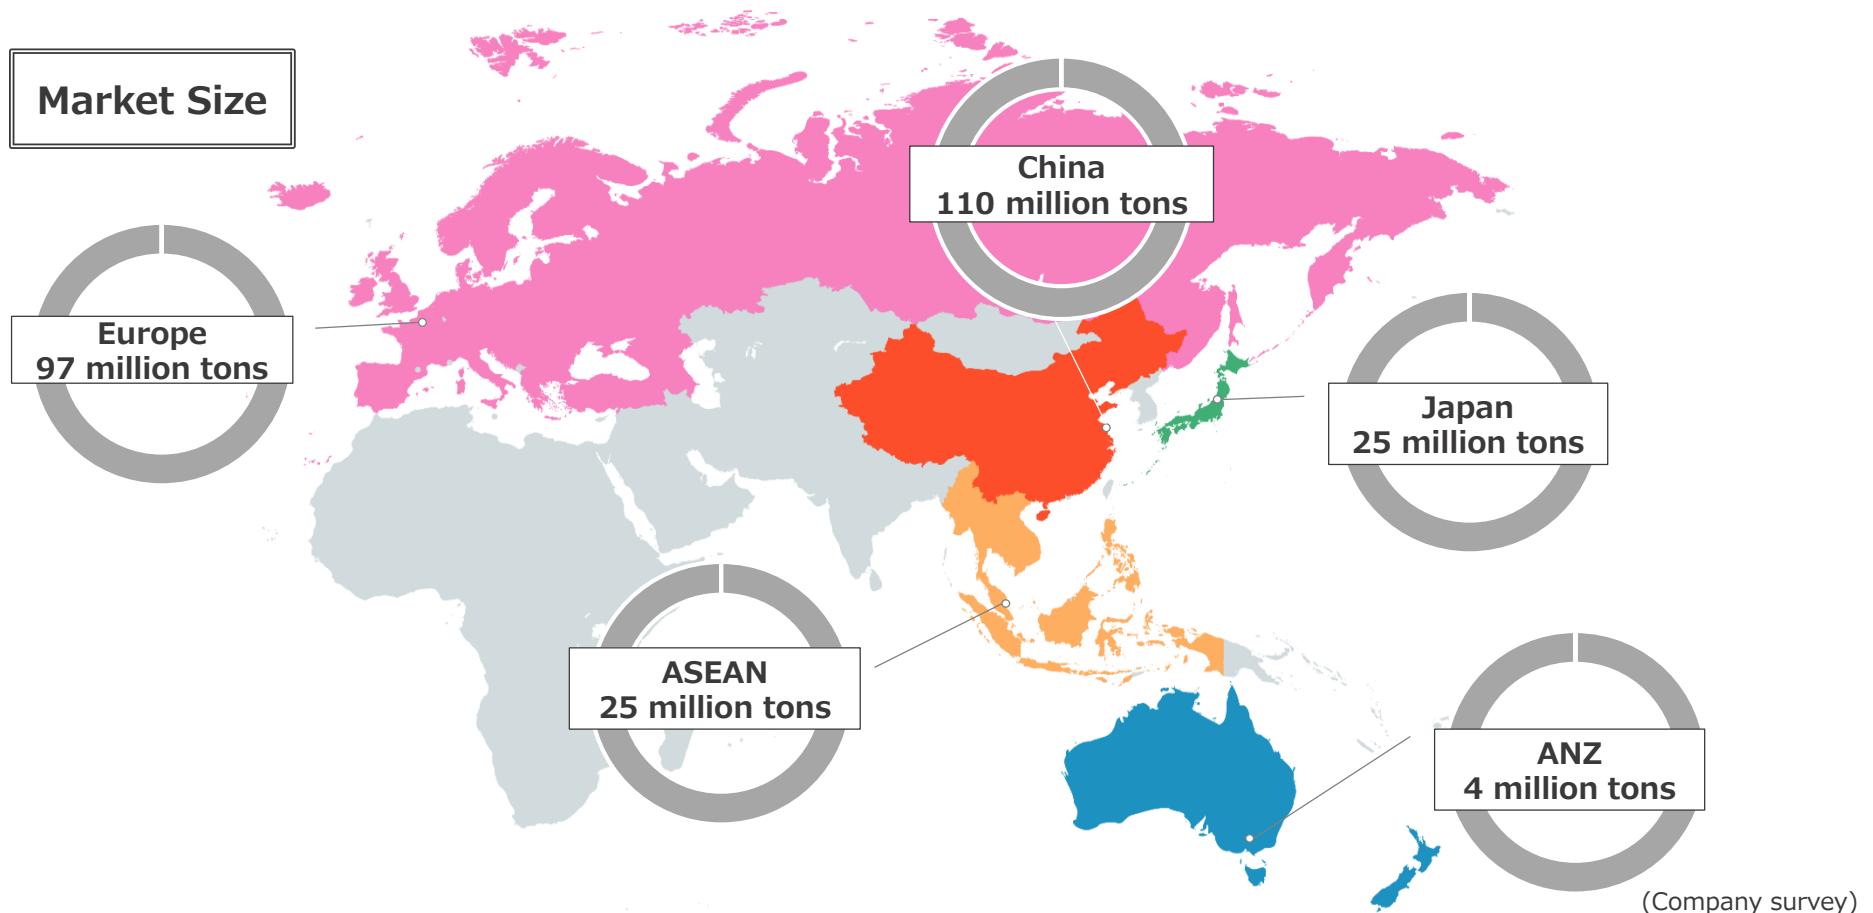 Market Size
China
110 million tons
Europe
97 million tons
Japan
25 million tons
ASEAN
25 million tons
ANZ
4 million tons
(Company survey)